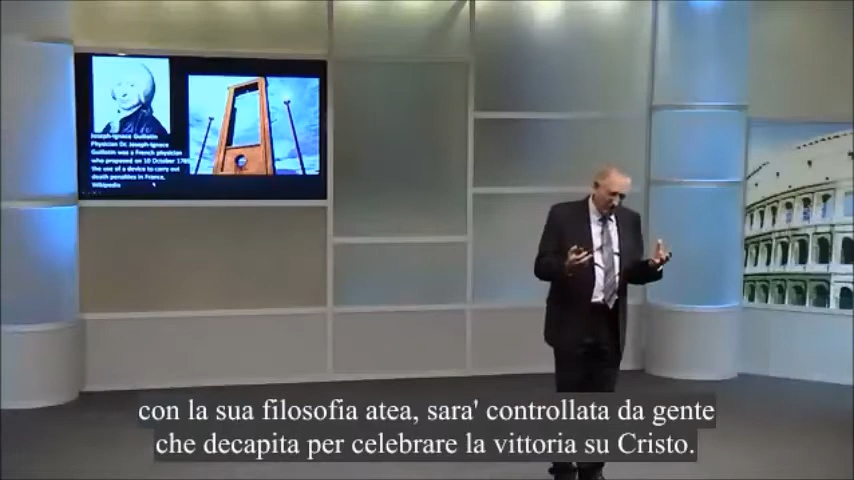 Joseph-Ignace Guillotin
Physician Dr. Joseph-Ignace
Guillotin was a French physician
who proposed on 10 October 1789
the use of a device to carry out
death penalties in France.
Wikipedia
con la sua filosofia atea, sara' controllata da gente
che decapita per celebrare la vittoria su Cristo.